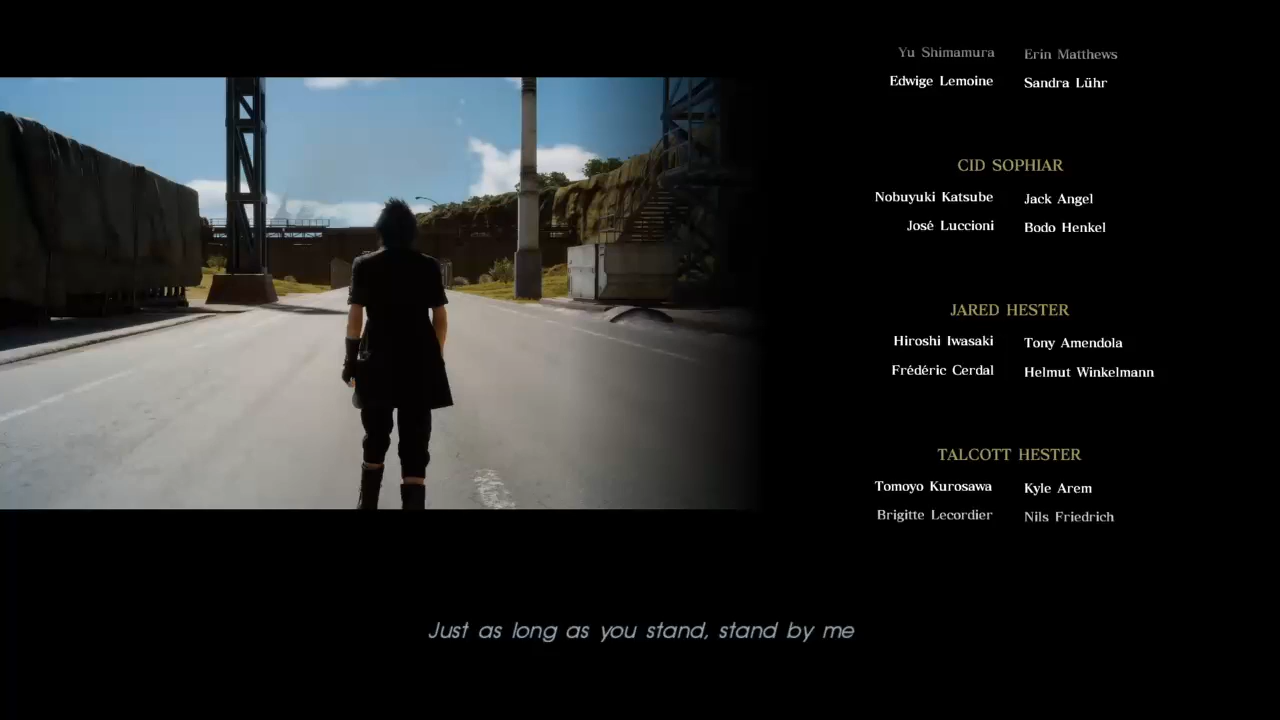 Yu Shimamura Erin Matthews
Edwige Lemoine Sandra Lühr
CID SOPHIAR
Nobuyuki Katsube Jack Angel
José Luccioni Bodo Henkel
JARED HESTER
Hiroshi Iwasaki Tony Amendola
Frédéric Cerdal Helmut Winkelmann
TALCOTT HESTER
Tomoyo Kurosawa Kyle Arem
Brigitte Lecordier Nils Friedrich
Just as long as you stand, stand by me